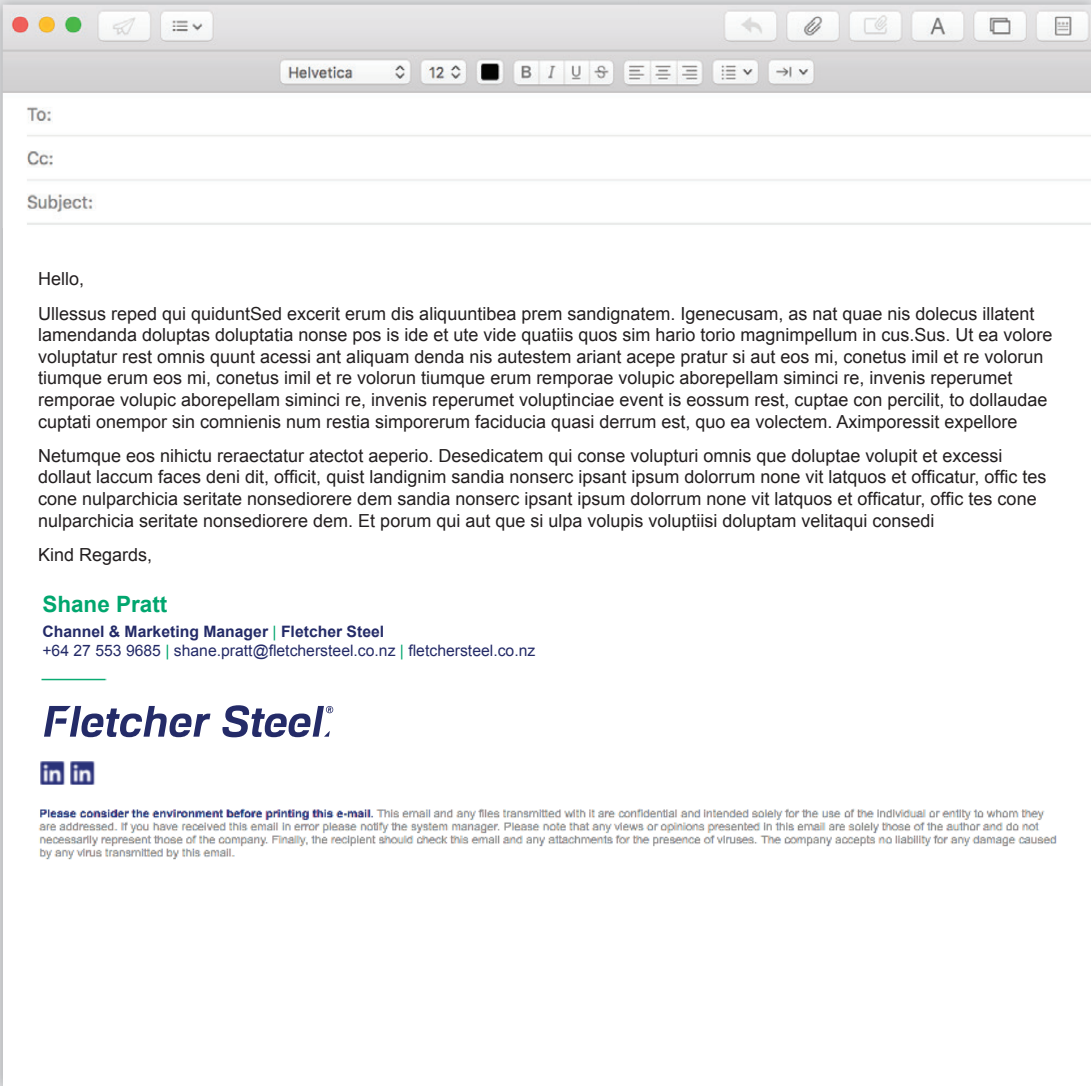 Helvetica 12 B I U S
A
To:
Cc:
Subject:
Hello,
Ullessus reped qui quiduntSed excerit erum dis aliquuntibea prem sandignatem. Igenecusam, as nat quae nis dolecus illatent
lamendanda doluptas doluptatia nonse pos is ide et ute vide quatiis quos sim hario torio magnimpellum in cus.Sus. Ut ea volore
voluptatur rest omnis quunt acessi ant aliquam denda nis autestem ariant acepe pratur si aut eos mi, conetus imil et re volorun
tiumque erum eos mi, conetus imil et re volorun tiumque erum remporae volupic aborepellam siminci re, invenis reperumet
remporae volupic aborepellam siminci re, invenis reperumet voluptinciae event is eossum rest, cuptae con percilit, to dollaudae
cuptati onempor sin comnienis num restia simporerum faciducia quasi derrum est, quo ea volectem. Aximporessit expellore
Netumque eos nihictu reraectatur atectot aeperio. Desedicatem qui conse volupturi omnis que doluptae volupit et excessi
dollaut laccum faces deni dit, officit, quist landignim sandia nonserc ipsant ipsum dolorrum none vit latquos et officatur, offic tes
cone nulparchicia seritate nonsediorere dem sandia nonserc ipsant ipsum dolorrum none vit latquos et officatur, offic tes cone
nulparchicia seritate nonsediorere dem. Et porum qui aut que si ulpa volupis voluptiisi doluptam velitaqui consedi
Kind Regards,
Shane Pratt
Channel & Marketing Manager | Fletcher Steel
+64 27 553 9685 | shane.pratt@fletchersteel.co.nz | fletchersteel.co.nz
Fletcher Steel®
in in
Please consider the environment before printing this e-mail. This email and any files transmitted with it are confidential and intended solely for the use of the individual or entity to whom they
are addressed. If you have received this email in error please notify the system manager. Please note that any views or opinions presented in this email are solely those of the author and do not
necessarily represent those of the company. Finally, the recipient should check this email and any attachments for the presence of viruses. The company accepts no liability for any damage caused
by any virus transmitted by this email.